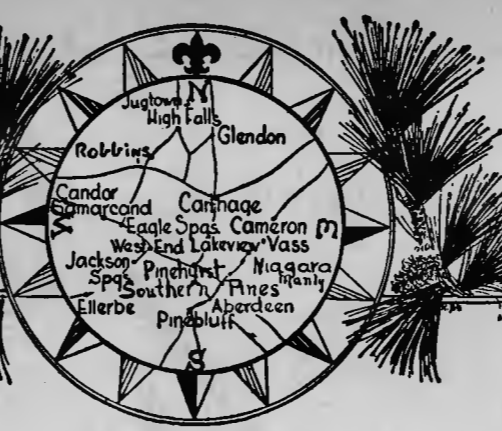 N
Jugtown
High Falls
Glendon
Robbins
Candor
Samarcand
Carthage
W
Eagle Spgs.
Cameron
E
West End
Lakeview
Vass
Jackson
Spgs
Pinehurst
Niagara
Manly
Southern Pines
Ellerbe
Aberdeen
Pinebluff
S